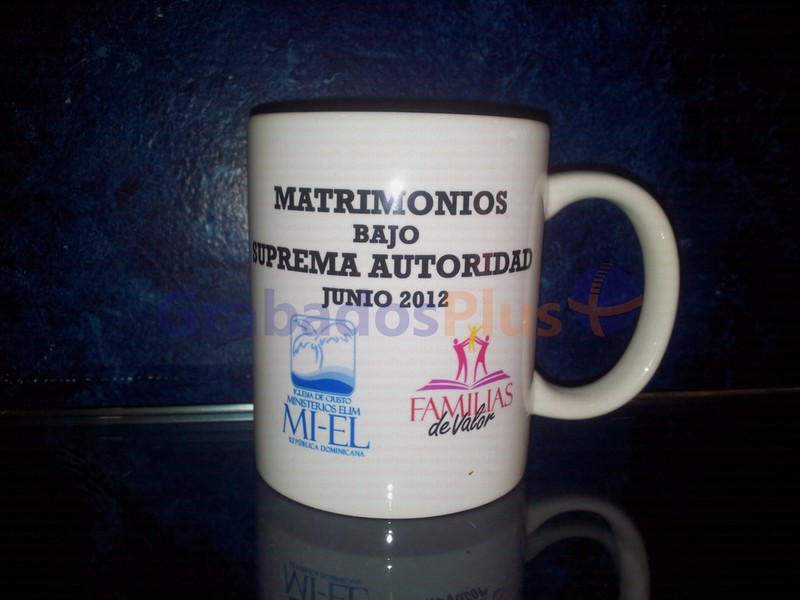 MATRIMONIOS
BAJO
SUPREMA AUTORIDAD
JUNIO 2012
GrabadosPlus
IGLESIA DE CRISTO
MINISTERIOS ELIM
MI-EL
REPÚBLICA DOMINICANA
FAMILIAS
de Valor